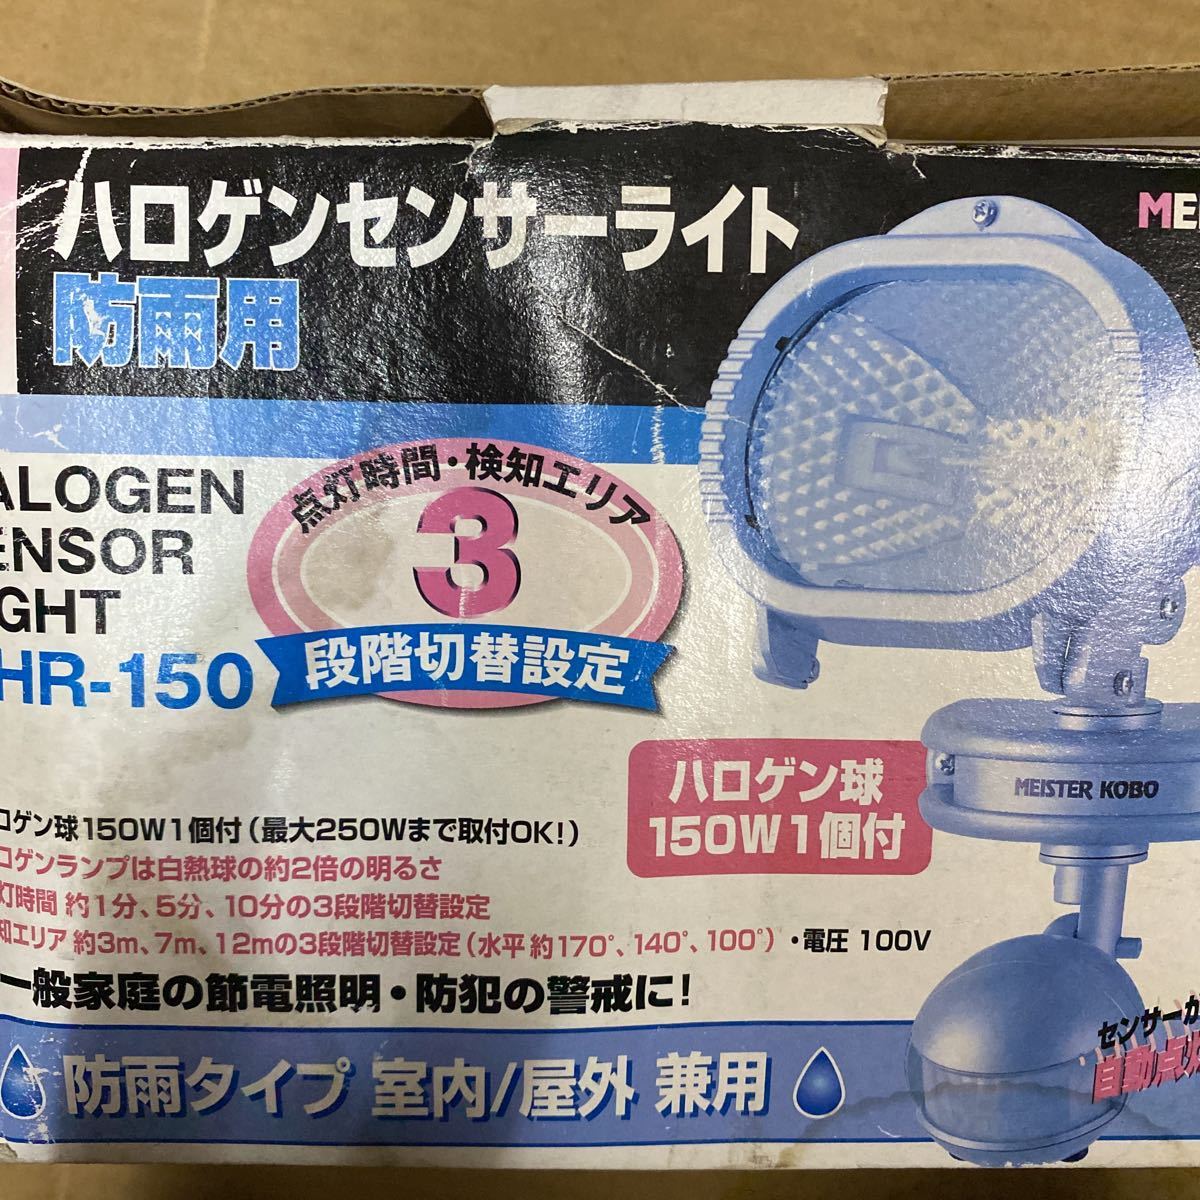 ハロゲンセンサーライト
ME
防雨用
ALOGEN
ENSOR
GHT
HR-150
点灯時間・検知エリア
3
段階切替設定
ハロゲン球
150W1個付
MEISTER KOBO
ロゲン球150W1個付(最大250Wまで取付OK!)
ロゲンランプは白熱球の約2倍の明るさ
灯時間 約1分、5分、10分の3段階切替設定
知エリア 約3m、7m、12mの3段階切替設定(水平 約170°、140°、100°)・電圧 100V
一般家庭の節電照明・防犯の警戒に!
センサーが
自動点灯
防雨タイプ 室内/屋外 兼用